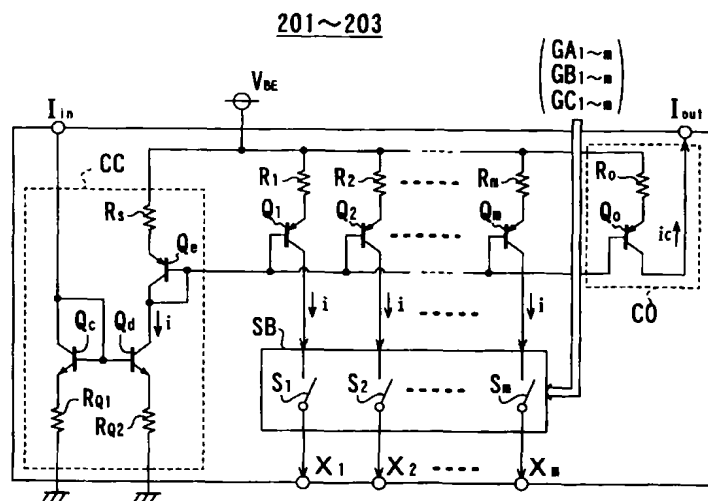 201~203
GA1~m
GB1~m
GC1~m
VBE
Iin
Iout
CC
R1
R2
Rm
Ro
Rs
Q1
Q2
Qm
Qo
Qe
ic
i
i
i
i
CO
SB
Qc
Qd
S1
S2
Sm
RQ1
RQ2
X1
X2
Xm